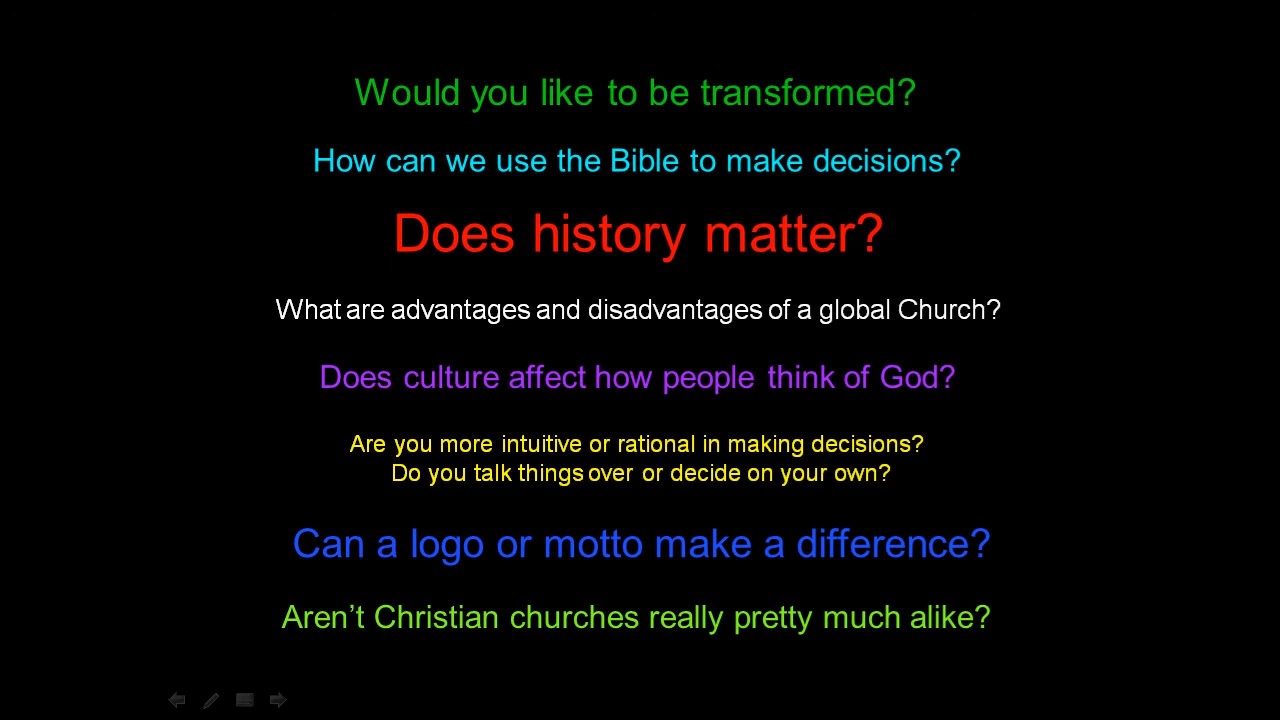 Would you like to be transformed?
How can we use the Bible to make decisions?
Does history matter?
What are advantages and disadvantages of a global Church?
Does culture affect how people think of God?
Are you more intuitive or rational in making decisions?
Do you talk things over or decide on your own?
Can a logo or motto make a difference?
Aren’t Christian churches really pretty much alike?